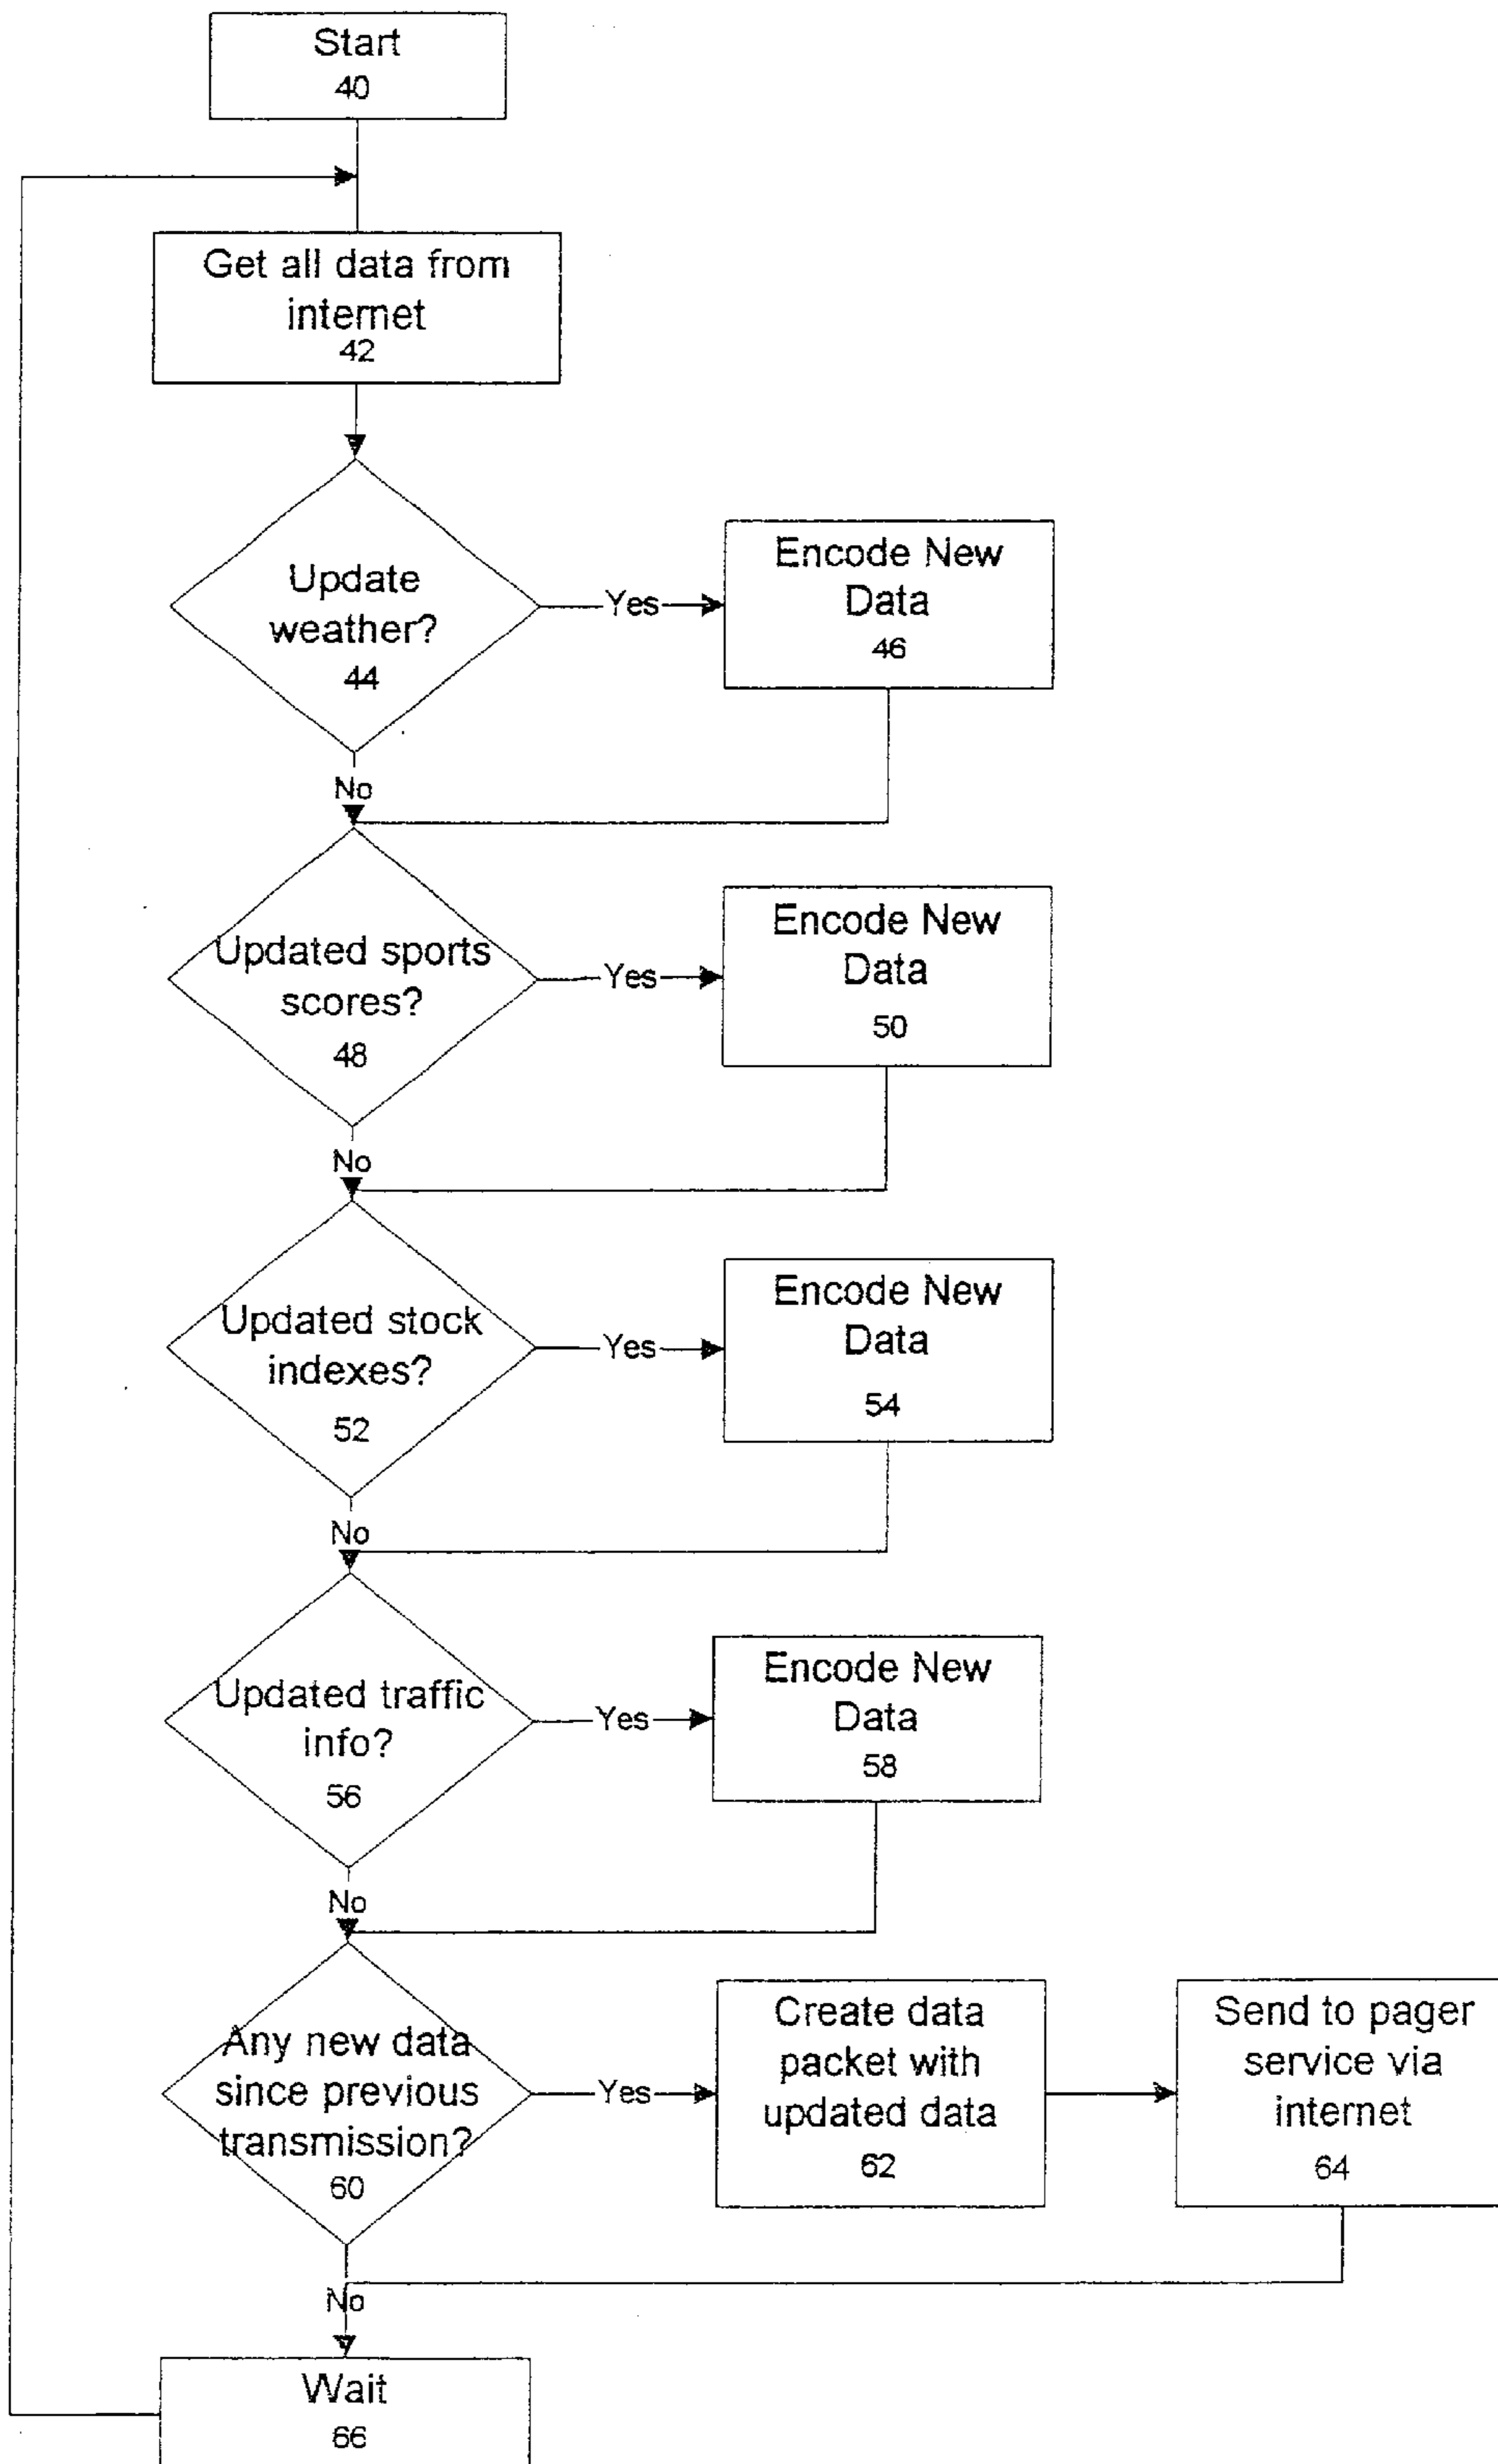 Start
40
Get all data from
internet
42
Update
weather?
44
Yes
Encode New
Data
46
No
Updated sports
scores?
48
Yes
Encode New
Data
50
No
Updated stock
indexes?
52
Yes
Encode New
Data
54
No
Updated traffic
info?
56
Yes
Encode New
Data
58
No
Any new data
since previous
transmission?
60
Yes
Create data
packet with
updated data
62
Send to pager
service via
internet
64
No
Wait
66